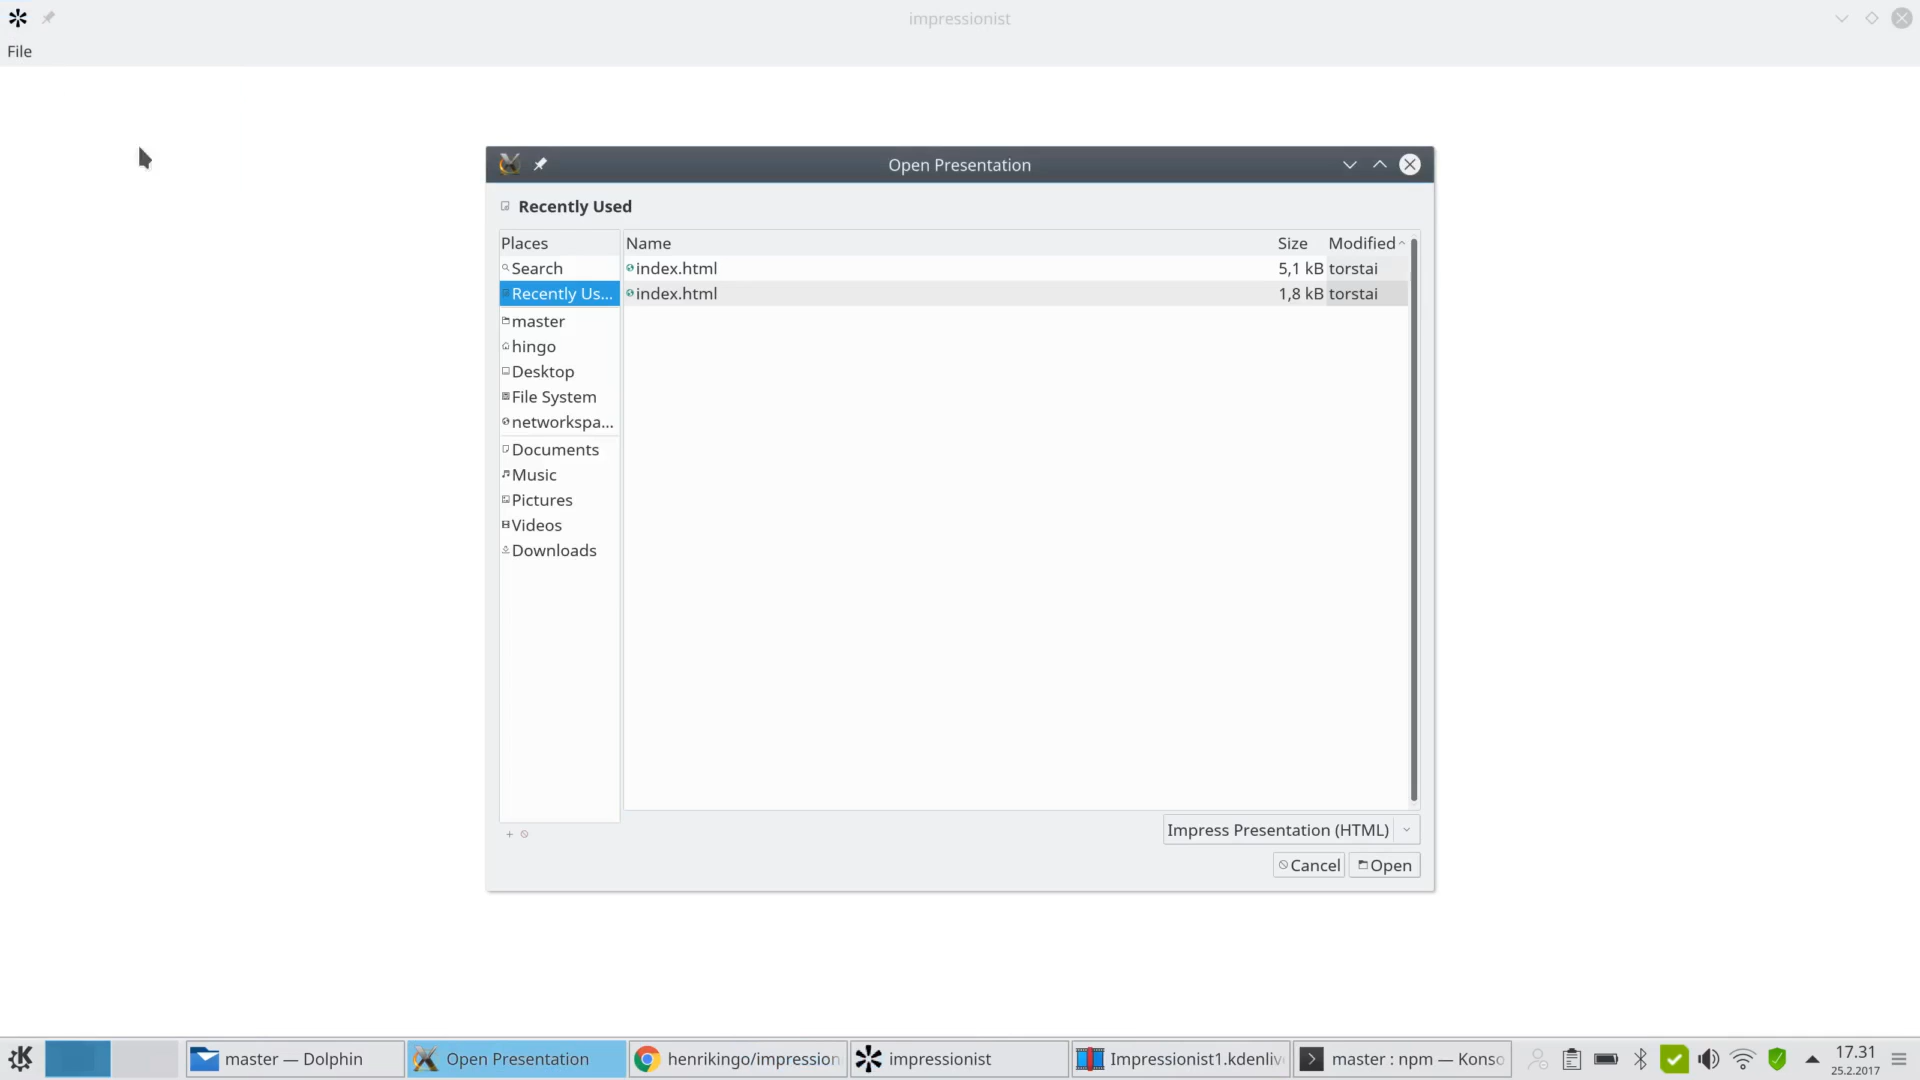 impressionist
File
Open Presentation
Recently Used
Places
Name
Size
Modified
Search
index.html
5,1 kB
torstai
Recently Us...
index.html
1,8 kB
torstai
master
hingo
Desktop
File System
networkspa...
Documents
Music
Pictures
Videos
Downloads
Impress Presentation (HTML)
Cancel
Open
master — Dolphin
Open Presentation
henrikingo/impression
impressionist
Impressionist1.kdenliv
master : npm — Konso
17.31
25.2.2017